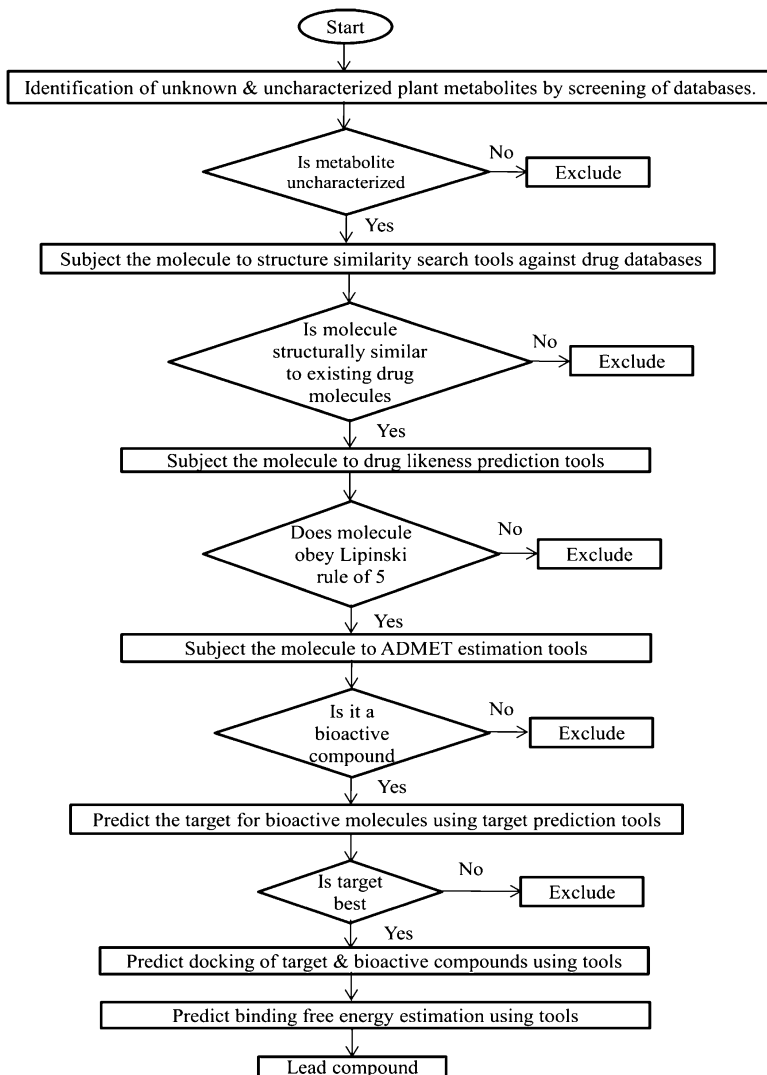 Start
Identification of unknown & uncharacterized plant metabolites by screening of databases.
Is metabolite
uncharacterized
No
Exclude
Yes
Subject the molecule to structure similarity search tools against drug databases
Is molecule
structurally similar
to existing drug
molecules
No
Exclude
Yes
Subject the molecule to drug likeness prediction tools
Does molecule
obey Lipinski
rule of 5
No
Exclude
Yes
Subject the molecule to ADMET estimation tools
Is it a
bioactive
compound
No
Exclude
Yes
Predict the target for bioactive molecules using target prediction tools
Is target
best
No
Exclude
Yes
Predict docking of target & bioactive compounds using tools
Predict binding free energy estimation using tools
Lead compound